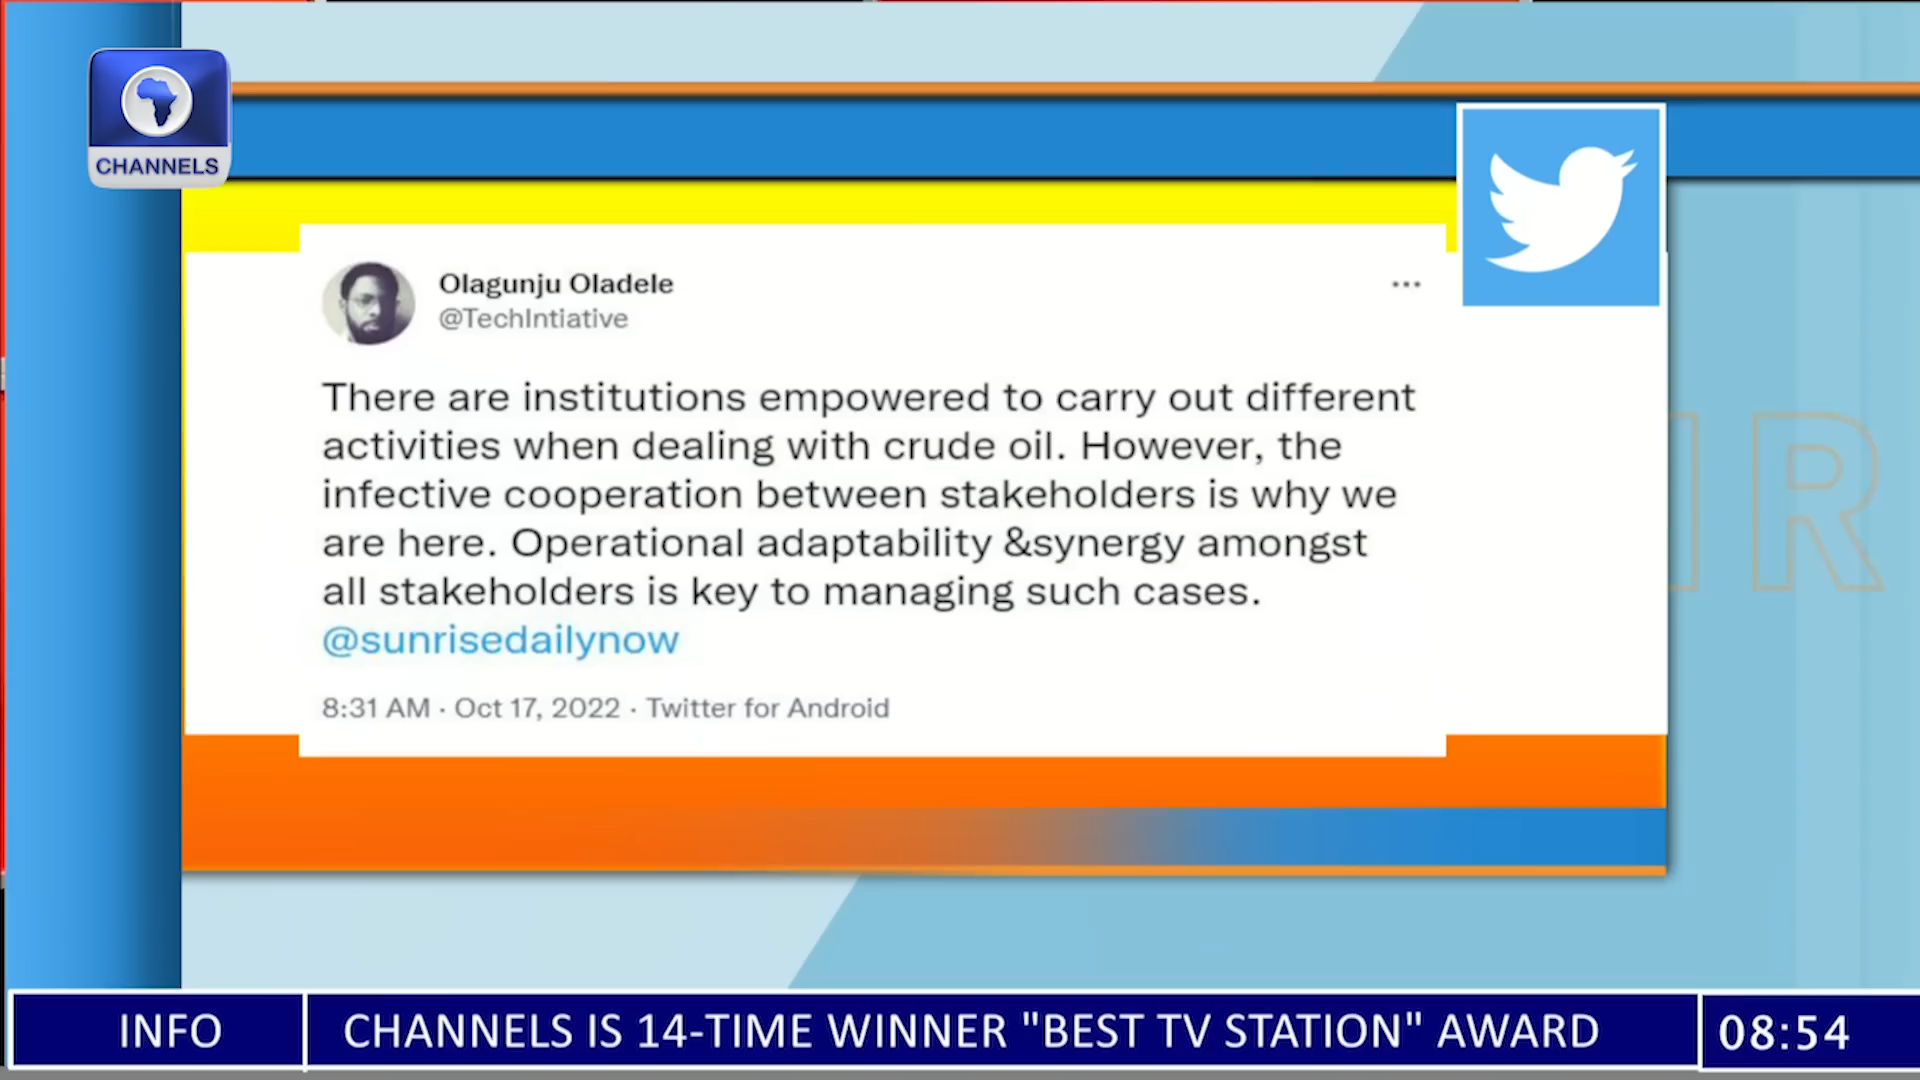 CHANNELS
Olagunju Oladele
@TechIntiative
There are institutions empowered to carry out different
activities when dealing with crude oil. However, the
infective cooperation between stakeholders is why we
are here. Operational adaptability &synergy amongst
all stakeholders is key to managing such cases.
@sunrisedailynow
8:31 AM · Oct 17, 2022 · Twitter for Android
INFO
CHANNELS IS 14-TIME WINNER "BEST TV STATION" AWARD
08:54